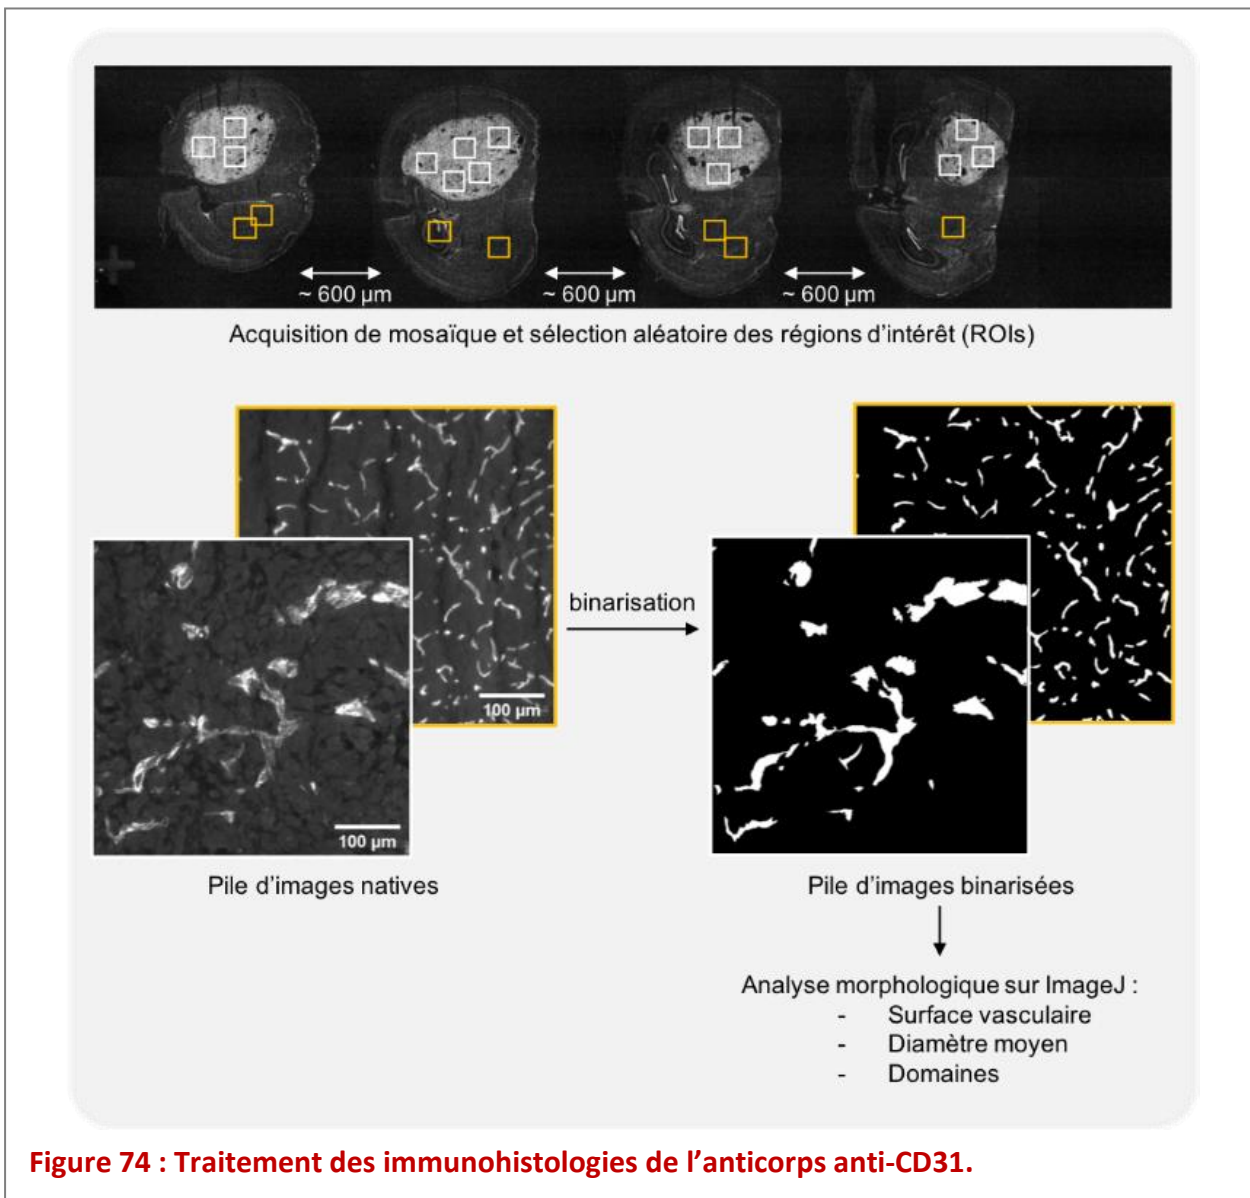 ~ 600 µm
~ 600 µm
~ 600 µm
Acquisition de mosaïque et sélection aléatoire des régions d'intérêt (ROIs)
binarisation
100 µm
100 µm
Pile d'images natives
Pile d'images binarisées
Analyse morphologique sur ImageJ :
- Surface vasculaire
- Diamètre moyen
- Domaines
Figure 74 : Traitement des immunohistologies de l'anticorps anti-CD31.